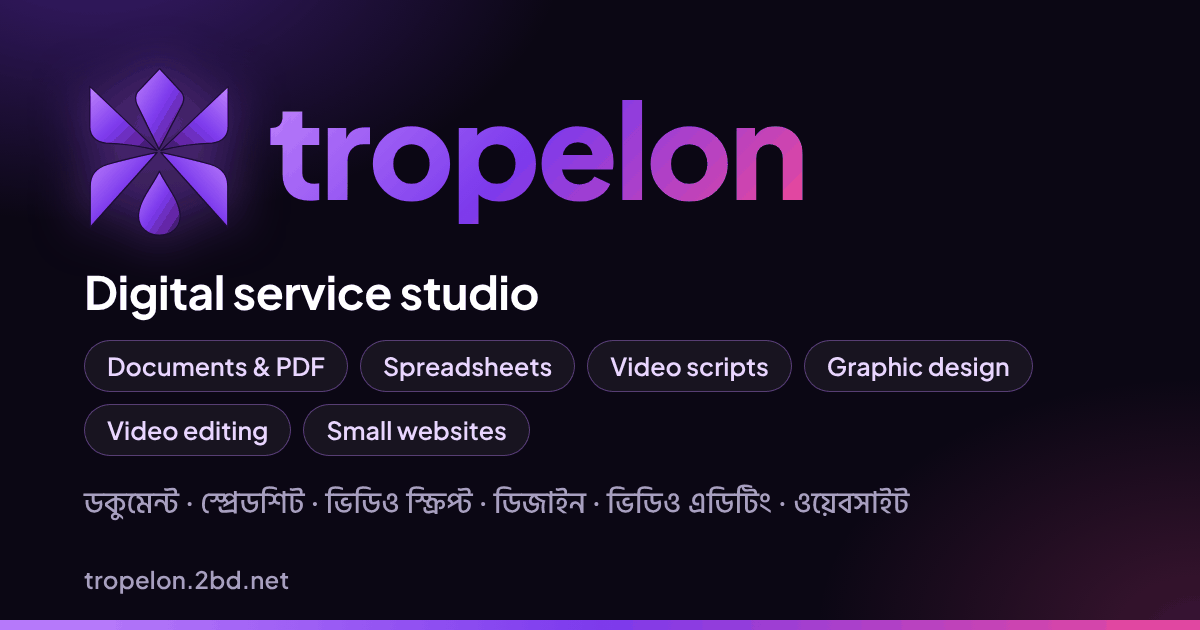 tropelon
Digital service studio
Documents & PDF Spreadsheets Video scripts Graphic design
Video editing Small websites
ডকুমেন্ট · স্প্রেডশিট · ভিডিও স্ক্রিপ্ট · ডিজাইন · ভিডিও এডিটিং · ওয়েবসাইট
tropelon.2bd.net